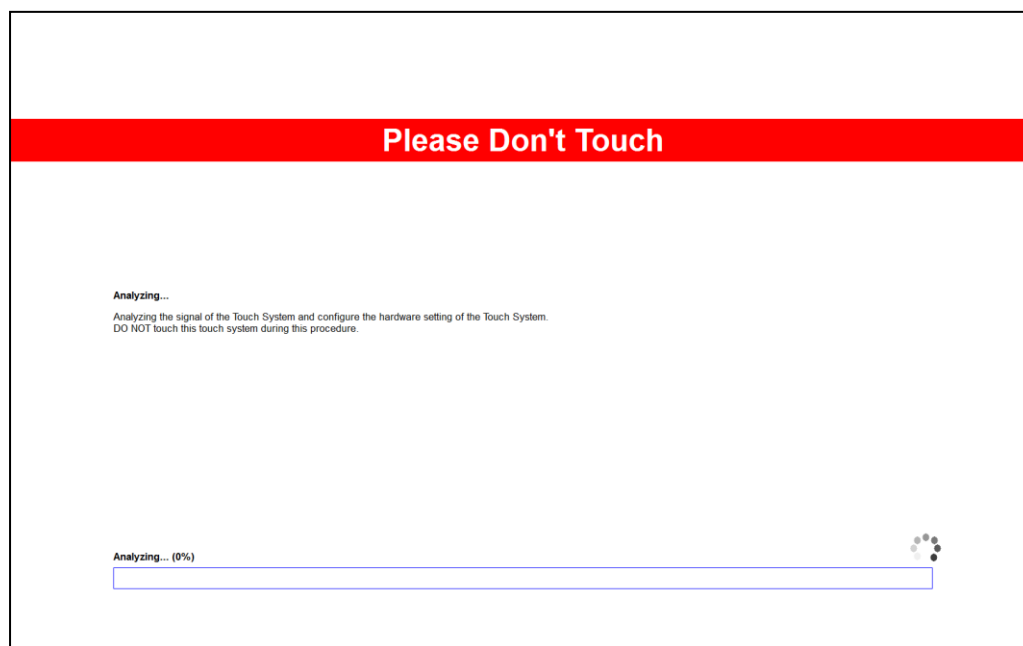 Please Don't Touch
Analyzing...
Analyzing the signal of the Touch System and configure the hardware setting of the Touch System.
DO NOT touch this touch system during this procedure.
Analyzing... (0%)